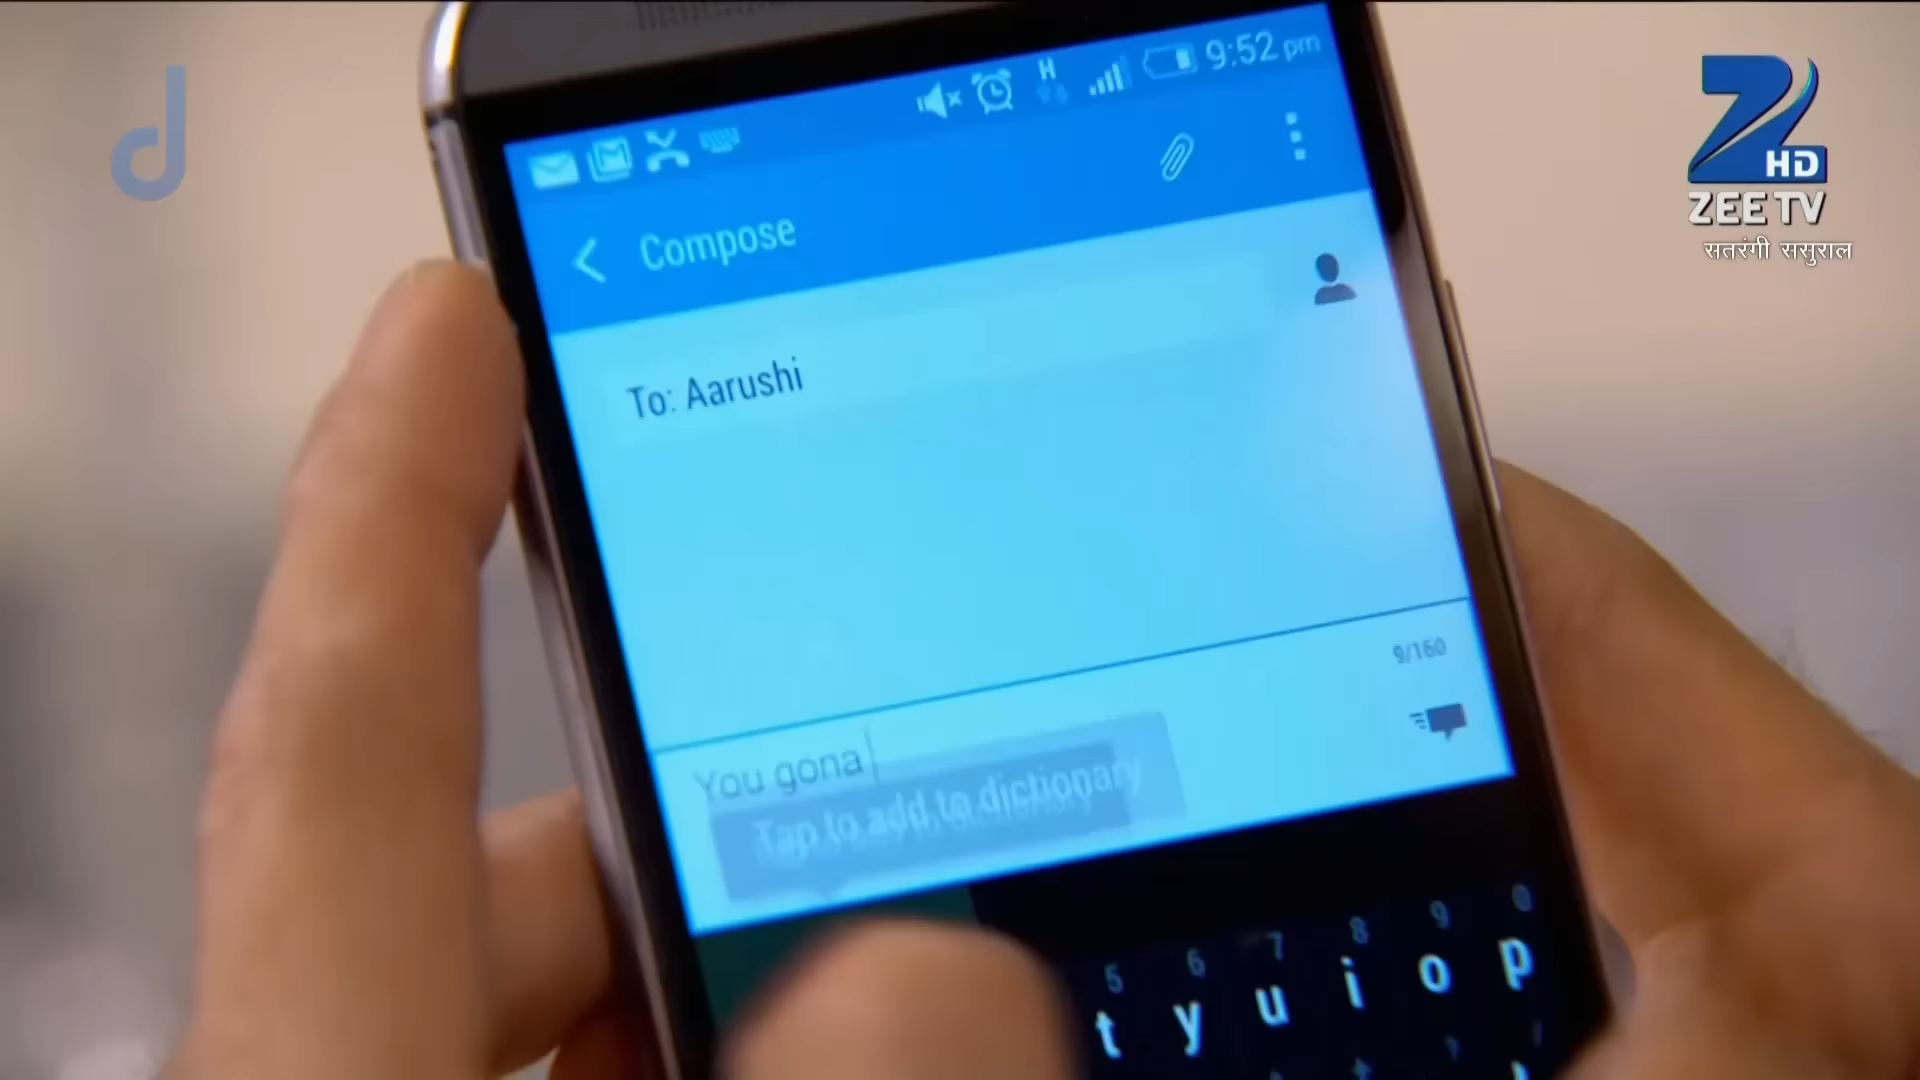 9:52 pm
H
Compose
To: Aarushi
9/160
You gona
Tap to add to dictionary
5 6 7 8 9 0
t y u i o p
d
HD
ZEE TV
सतरंगी ससुराल